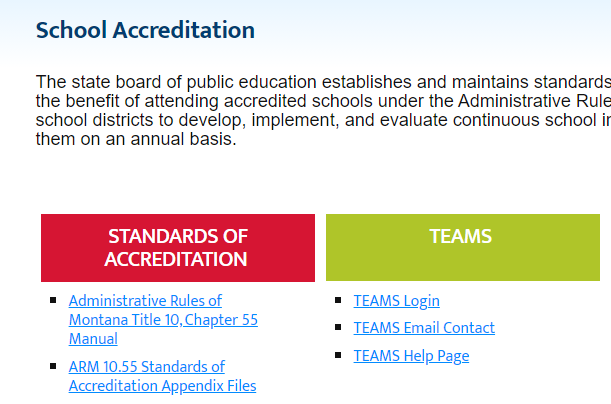 School Accreditation
The state board of public education establishes and maintains standards
the benefit of attending accredited schools under the Administrative Rule
school districts to develop, implement, and evaluate continuous school
them on an annual basis.
STANDARDS OF
ACCREDITATION
Administrative Rules of
Montana Title 10, Chapter 55
Manual
ARM 10.55 Standards of
Accreditation Appendix Files
TEAMS
TEAMS Login
TEAMS Email Contact
TEAMS Help Page